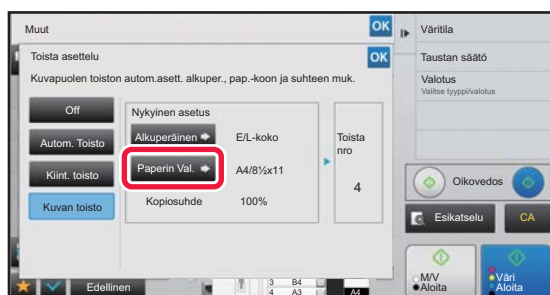 Muut
OK
Toista asettelu
OK
Kuvapuolen toiston autom.asett. alkuper., pap.-koon ja suhteen muk.
Off
Autom. Toisto
Kiint. toisto
Kuvan toisto
Nykyinen asetus
Alkuperäinen
E/L-koko
Paperin Val.
A4/8½x11
Kopiosuhde
100%
Toista
nro
4
Väritila
Taustan säätö
Valotus
Valitse tyyppi/valotus
Oikovedos
Esikatselu
CA
M/V
Aloita
Väri
Aloita
Edellinen
3 B4
4 A3
A4